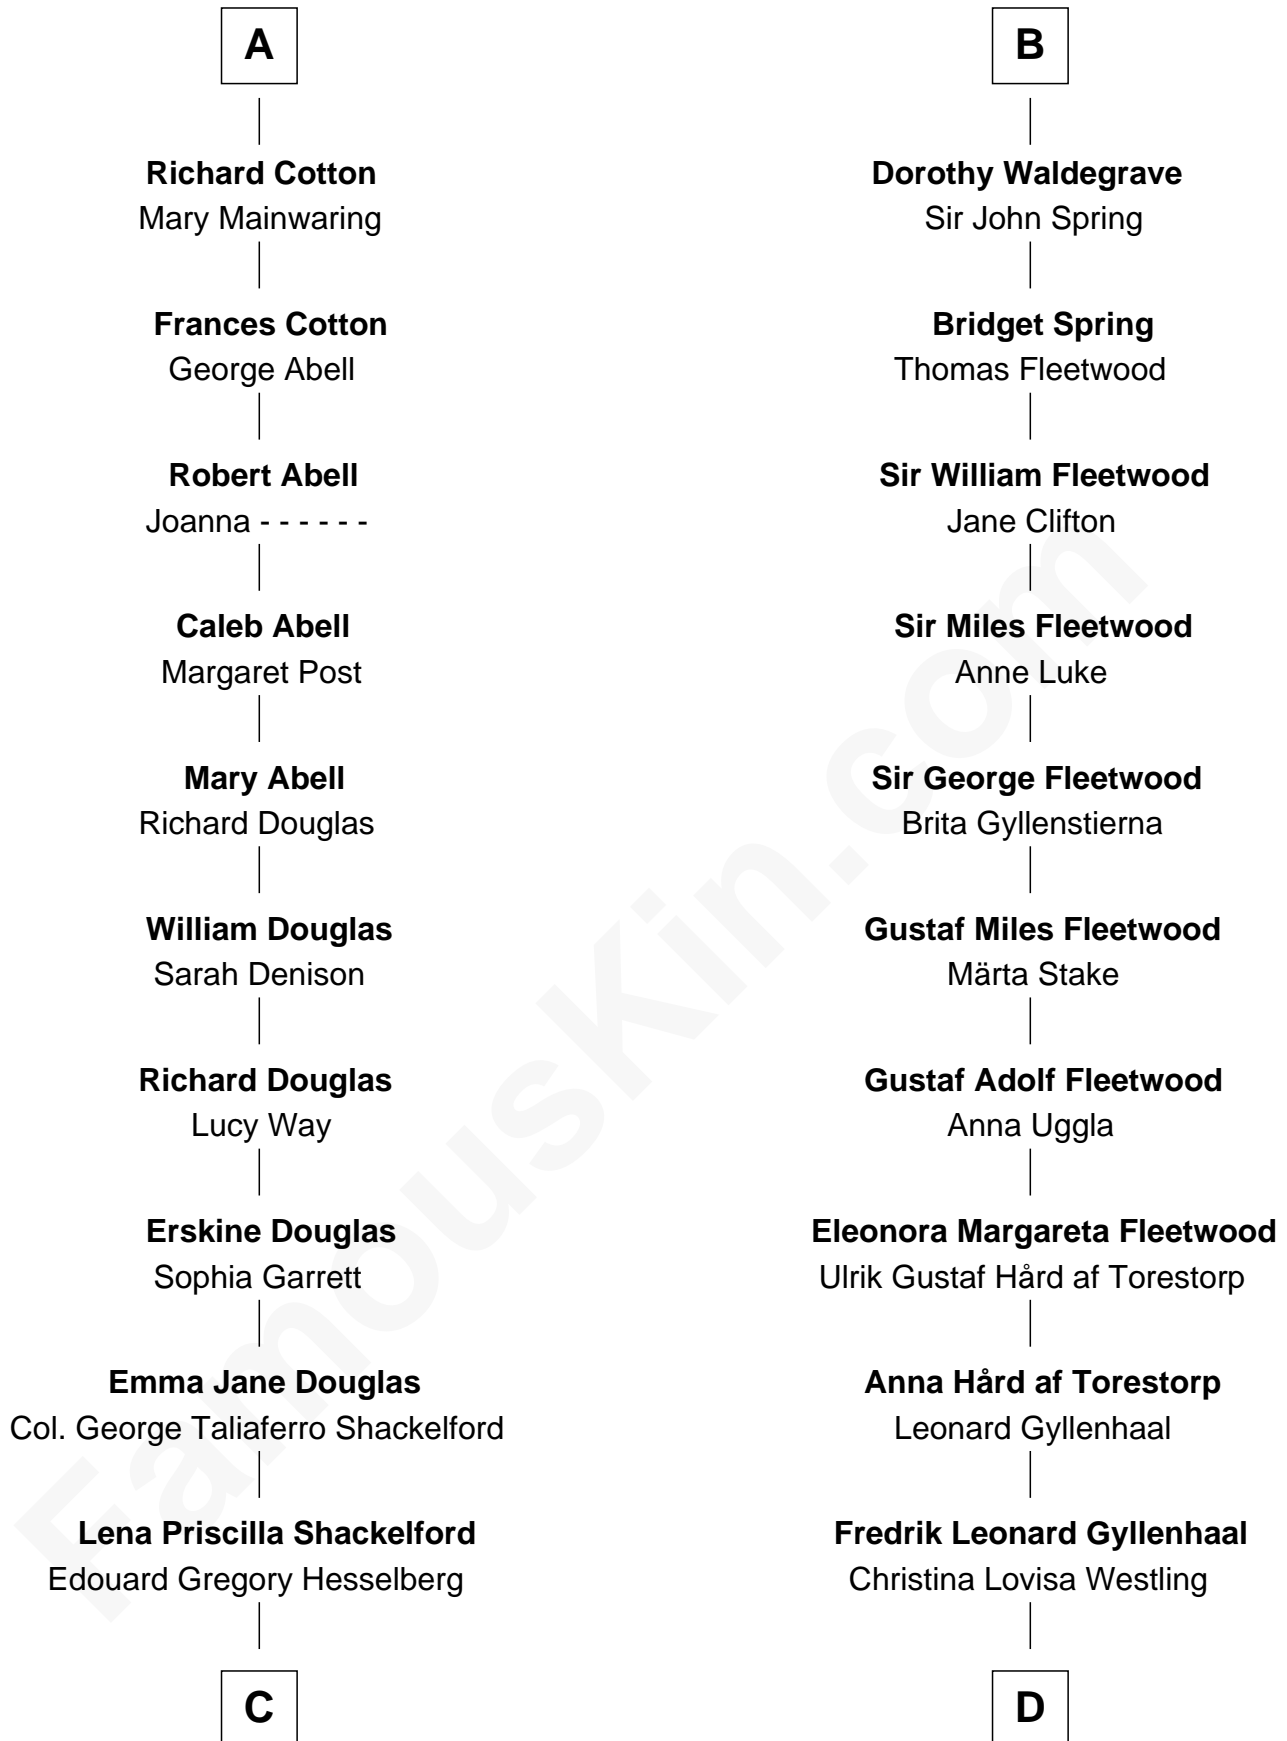 A
Richard Cotton
Mary Mainwaring
Frances Cotton
George Abell
Robert Abell
Joanna - - - - - -
Caleb Abell
Margaret Post
Mary Abell
Richard Douglas
William Douglas
Sarah Denison
Richard Douglas
Lucy Way
Erskine Douglas
Sophia Garrett
Emma Jane Douglas
Col. George Taliaferro Shackelford
Lena Priscilla Shackelford
Edouard Gregory Hesselberg
C
B
Dorothy Waldegrave
Sir John Spring
Bridget Spring
Thomas Fleetwood
Sir William Fleetwood
Jane Clifton
Sir Miles Fleetwood
Anne Luke
Sir George Fleetwood
Brita Gyllenstierna
Gustaf Miles Fleetwood
Märta Stake
Gustaf Adolf Fleetwood
Anna Uggla
Eleonora Margareta Fleetwood
Ulrik Gustaf Hård af Torestorp
Anna Hård af Torestorp
Leonard Gyllenhaal
Fredrik Leonard Gyllenhaal
Christina Lovisa Westling
D
FamousKin.com